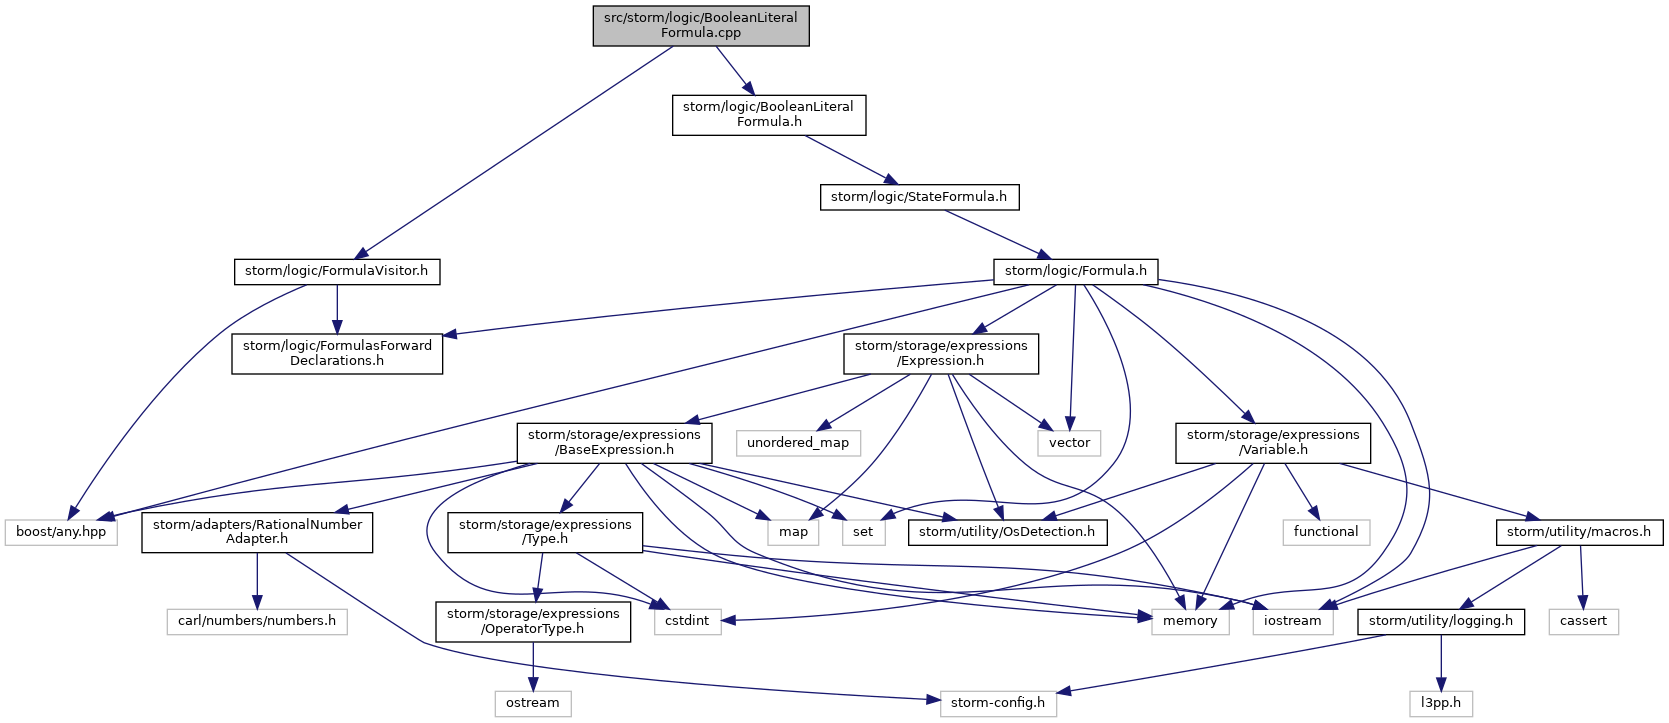 src/storm/logic/BooleanLiteral
Formula.cpp
storm/logic/BooleanLiteral
Formula.h
storm/logic/StateFormula.h
storm/logic/FormulaVisitor.h
storm/logic/Formula.h
storm/logic/FormulasForward
Declarations.h
storm/storage/expressions
/Expression.h
storm/storage/expressions
/BaseExpression.h
unordered_map
vector
storm/storage/expressions
/Variable.h
boost/any.hpp
storm/adapters/RationalNumber
Adapter.h
storm/storage/expressions
/Type.h
map
set
storm/utility/OsDetection.h
functional
storm/utility/macros.h
carl/numbers/numbers.h
storm/storage/expressions
/OperatorType.h
cstdint
memory
iostream
storm/utility/logging.h
cassert
ostream
storm-config.h
l3pp.h